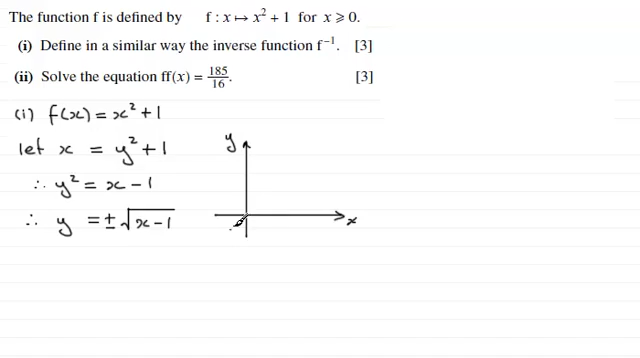 The function f is defined by f : x ↦ x² + 1 for x ⩾ 0.
(i) Define in a similar way the inverse function f⁻¹. [3]
(ii) Solve the equation ff(x) = 185/16. [3]
(i) f(x) = x² + 1
let x = y² + 1
∴ y² = x − 1
∴ y = ±√(x − 1)
y
x